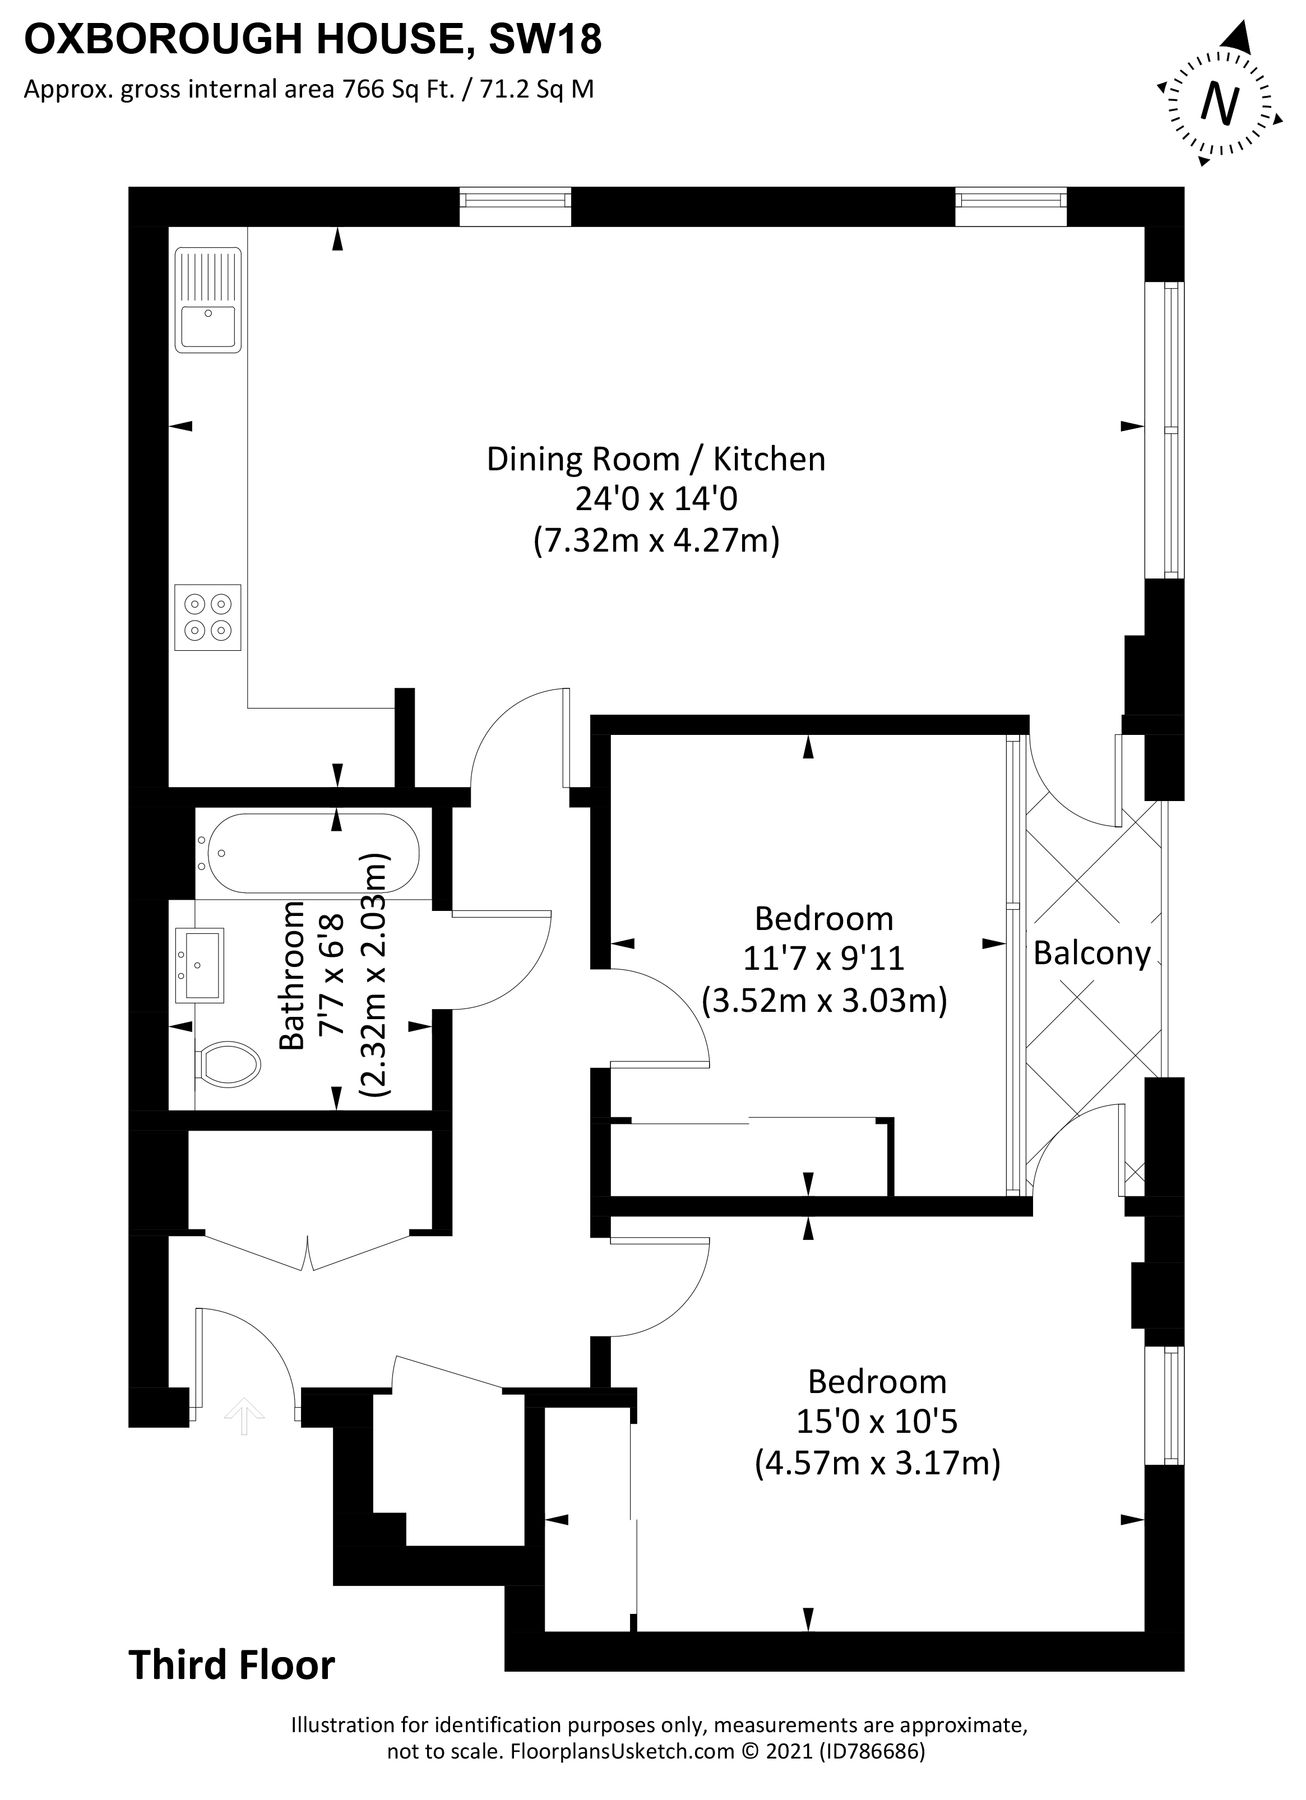 OXBOROUGH HOUSE, SW18
Approx. gross internal area 766 Sq Ft. / 71.2 Sq M
N
Dining Room / Kitchen
24'0 x 14'0
(7.32m x 4.27m)
Bathroom
7'7 x 6'8
(2.32m x 2.03m)
Bedroom
11'7 x 9'11
(3.52m x 3.03m)
Balcony
Bedroom
15'0 x 10'5
(4.57m x 3.17m)
Third Floor
Illustration for identification purposes only, measurements are approximate,
not to scale. FloorplansUsketch.com © 2021 (ID786686)